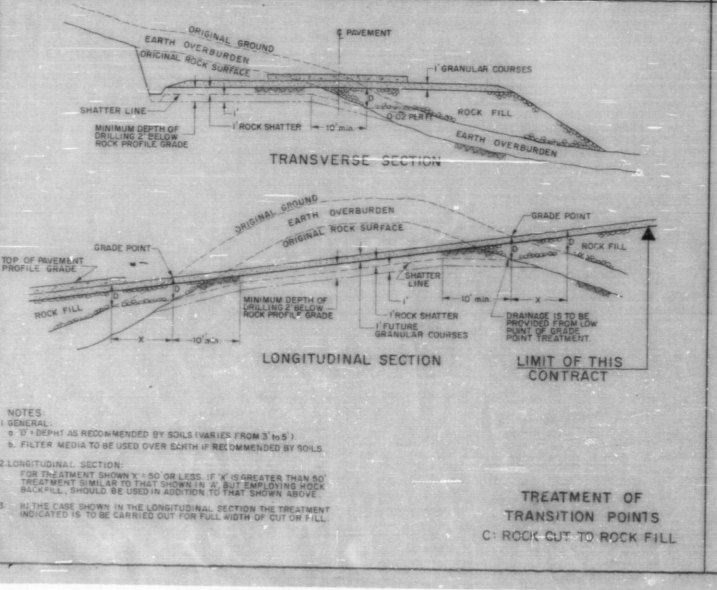 ORIGINAL GROUND
EARTH OVERBURDEN
ORIGINAL ROCK SURFACE
℄ PAVEMENT
1' GRANULAR COURSES
SHATTER LINE
MINIMUM DEPTH OF
DRILLING 2' BELOW
ROCK PROFILE GRADE
1'
1' ROCK SHATTER
10' min.
D
ROCK FILL
EARTH OVERBURDEN
TRANSVERSE SECTION
ORIGINAL GROUND
EARTH OVERBURDEN
ORIGINAL ROCK SURFACE
GRADE POINT
GRADE POINT
TOP OF PAVEMENT
PROFILE GRADE
D
D
D
D
ROCK FILL
ROCK FILL
SHATTER
LINE
MINIMUM DEPTH OF
DRILLING 2' BELOW
ROCK PROFILE GRADE
1'
1' ROCK SHATTER
1' FUTURE
GRANULAR COURSES
10' min.
X
DRAINAGE IS TO BE
PROVIDED FROM LOW
POINT OF GRADE
POINT TREATMENT
X
10' min.
LONGITUDINAL SECTION
LIMIT OF THIS
CONTRACT
NOTES:
1. GENERAL:
a. 'D' = DEPHT AS RECOMMENDED BY SOILS (VARIES FROM 3' to 5')
b. FILTER MEDIA TO BE USED OVER EARTH IF RECOMMENDED BY SOILS
2. LONGITUDINAL SECTION:
FOR TREATMENT SHOWN 'X' = 50 OR LESS. IF 'X' IS GREATER THAN 50'
TREATMENT SIMILAR TO THAT SHOWN IN 'A', BUT EMPLOYING ROCK
BACKFILL, SHOULD BE USED IN ADDITION TO THAT SHOWN ABOVE
3. IN THE CASE SHOWN IN THE LONGITUDINAL SECTION THE TREATMENT
INDICATED IS TO BE CARRIED OUT FOR FULL WIDTH OF CUT OR FILL
TREATMENT OF
TRANSITION POINTS
C: ROCK CUT TO ROCK FILL